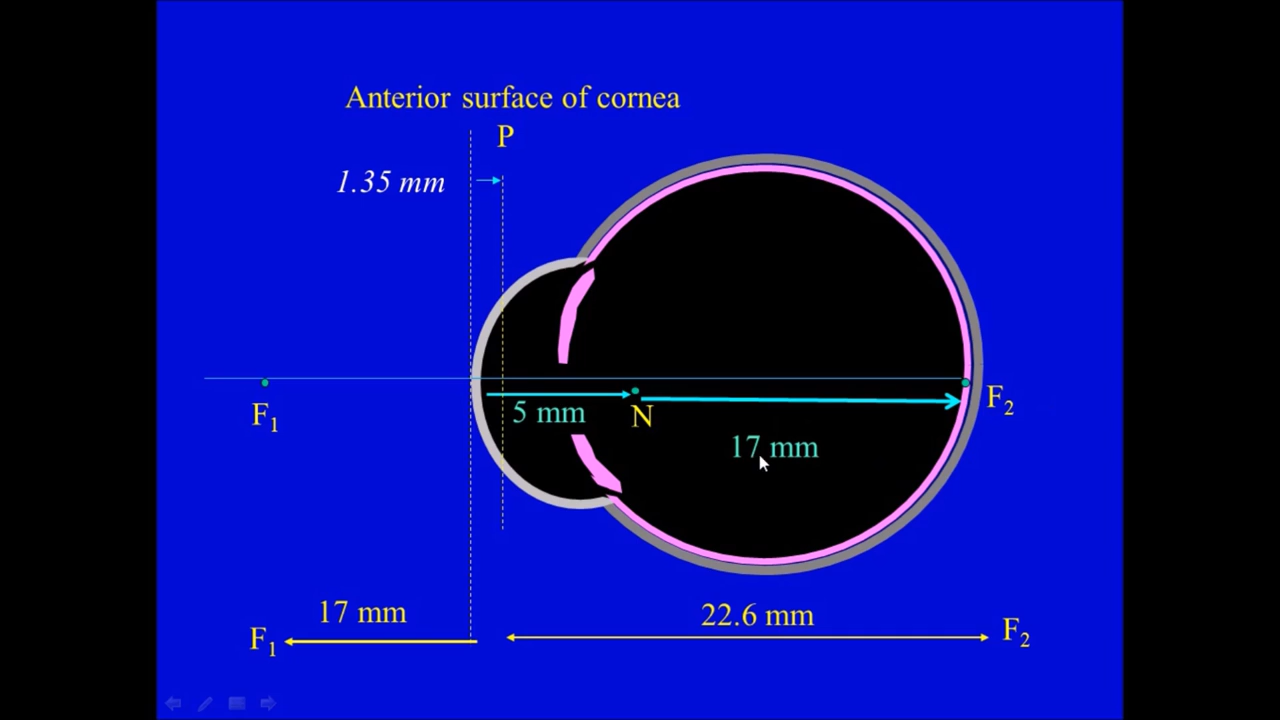 Anterior surface of cornea
P
1.35 mm
F1
5 mm
N
F2
17 mm
17 mm
22.6 mm
F1
F2